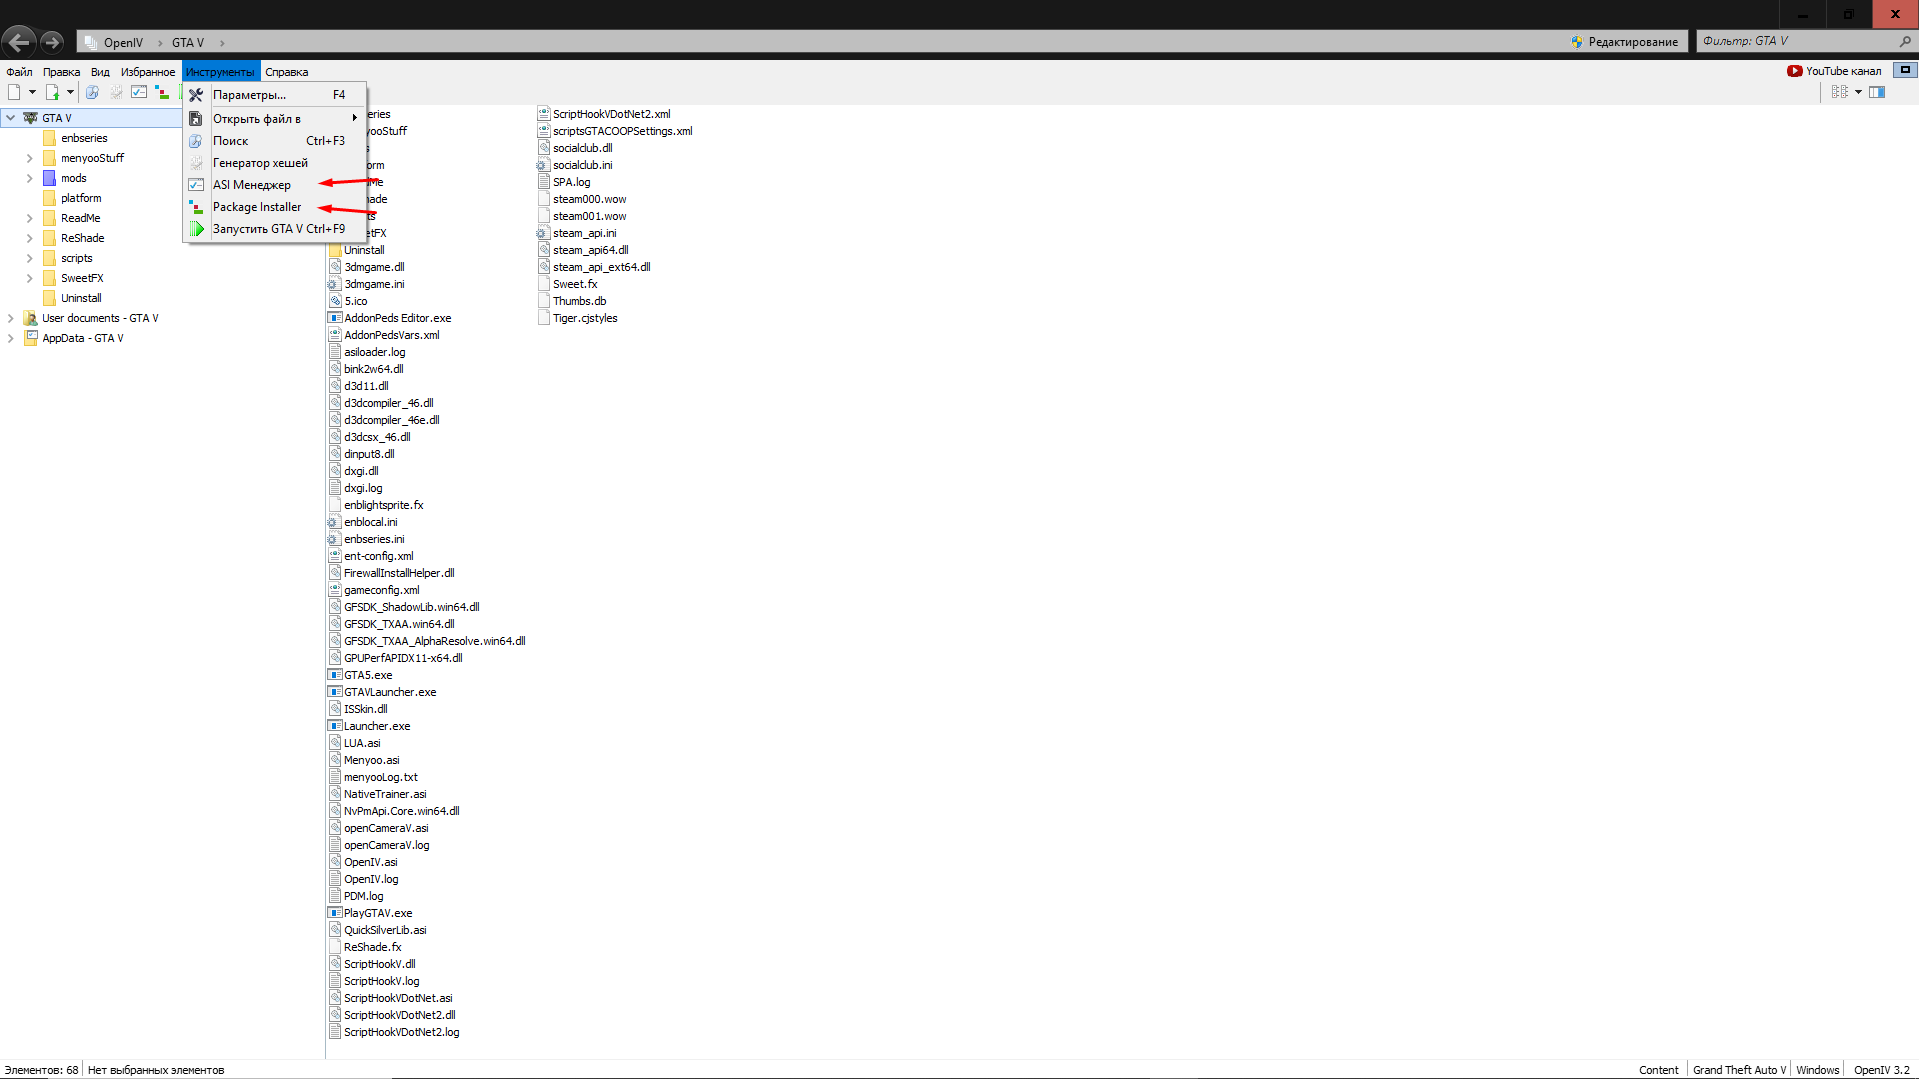 OpenIV › GTA V ›
Редактирование
Фильтр: GTA V
Файл Правка Вид Избранное Инструменты Справка
YouTube канал
Параметры... F4
Открыть файл в
Поиск Ctrl+F3
Генератор хешей
ASI Менеджер
Package Installer
Запустить GTA V Ctrl+F9
GTA V
enbseries
menyooStuff
mods
platform
ReadMe
ReShade
scripts
SweetFX
Uninstall
User documents - GTA V
AppData - GTA V
Uninstall
3dmgame.dll
3dmgame.ini
5.ico
AddonPeds Editor.exe
AddonPedsVars.xml
asiloader.log
bink2w64.dll
d3d11.dll
d3dcompiler_46.dll
d3dcompiler_46e.dll
d3dcsx_46.dll
dinput8.dll
dxgi.dll
dxgi.log
enblightsprite.fx
enblocal.ini
enbseries.ini
ent-config.xml
FirewallInstallHelper.dll
gameconfig.xml
GFSDK_ShadowLib.win64.dll
GFSDK_TXAA.win64.dll
GFSDK_TXAA_AlphaResolve.win64.dll
GPUPerfAPIDX11-x64.dll
GTA5.exe
GTAVLauncher.exe
ISSkin.dll
Launcher.exe
LUA.asi
Menyoo.asi
menyooLog.txt
NativeTrainer.asi
NvPmApi.Core.win64.dll
openCameraV.asi
openCameraV.log
OpenIV.asi
OpenIV.log
PDM.log
PlayGTAV.exe
QuickSilverLib.asi
ReShade.fx
ScriptHookV.dll
ScriptHookV.log
ScriptHookVDotNet.asi
ScriptHookVDotNet2.dll
ScriptHookVDotNet2.log
ScriptHookVDotNet2.xml
scriptsGTACOOPSettings.xml
socialclub.dll
socialclub.ini
SPA.log
steam000.wow
steam001.wow
steam_api.ini
steam_api64.dll
steam_api_ext64.dll
Sweet.fx
Thumbs.db
Tiger.cjstyles
Элементов: 68 Нет выбранных элементов
Content Grand Theft Auto V Windows OpenIV 3.2